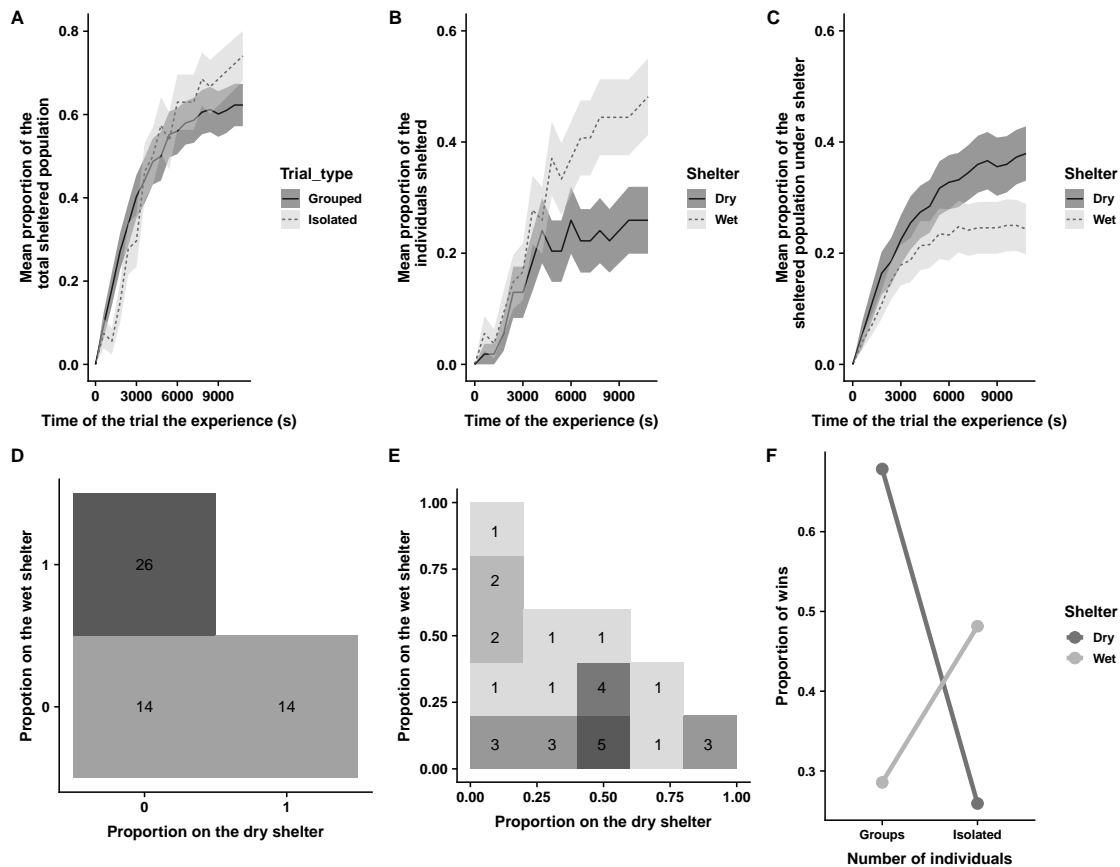 A
Mean proportion of the
total sheltered population
0.8
0.6
0.4
0.2
0.0
0 3000 6000 9000
Time of the trial the experience (s)
Trial_type
Grouped
Isolated
B
Mean proportion of the
individuals shelterd
0.6
0.4
0.2
0.0
0 3000 6000 9000
Time of the trial the experience (s)
Shelter
Dry
Wet
C
Mean proportion of the
sheltered population under a shelter
0.6
0.4
0.2
0.0
0 3000 6000 9000
Time of the trial the experience (s)
Shelter
Dry
Wet
D
Propotion on the wet shelter
1
0
26
14 14
0 1
Proportion on the dry shelter
E
Propotion on the wet shelter
1.00
0.75
0.50
0.25
0.00
1
2
2 1 1
1 1 4 1
3 3 5 1 3
0.00 0.25 0.50 0.75 1.00
Proportion on the dry shelter
F
Proportion of wins
0.6
0.5
0.4
0.3
Groups Isolated
Number of individuals
Shelter
Dry
Wet